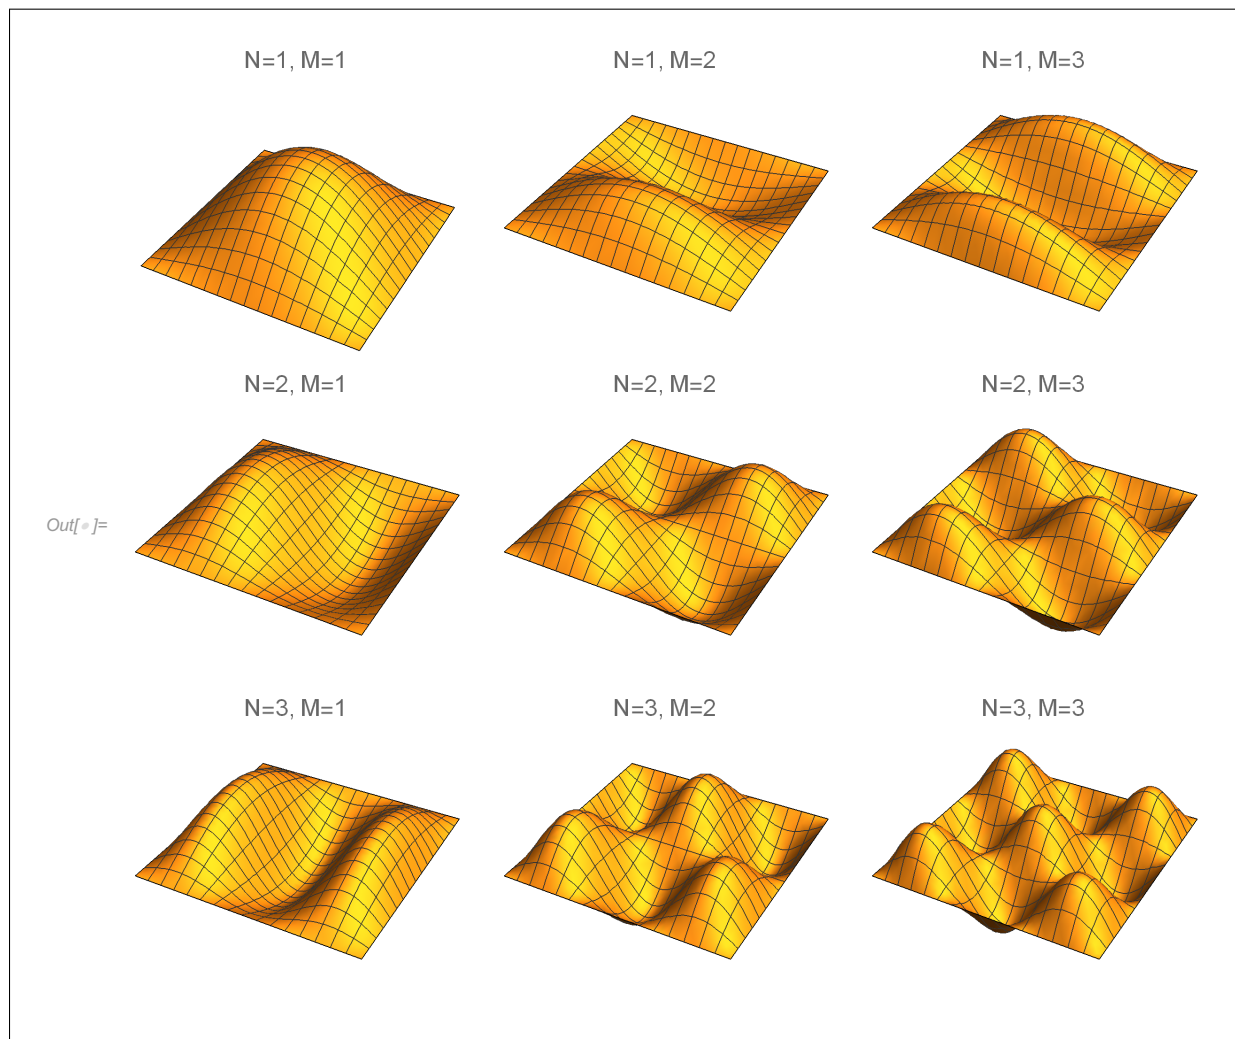 N=1, M=1
N=1, M=2
N=1, M=3
N=2, M=1
N=2, M=2
N=2, M=3
Out[•]=
N=3, M=1
N=3, M=2
N=3, M=3